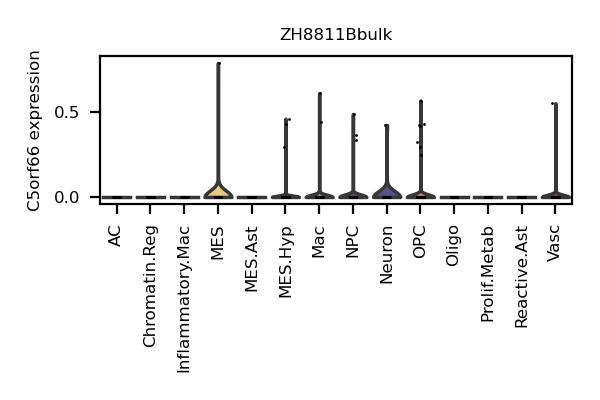 ZH8811Bbulk
C5orf66 expression
0.5
0.0
AC
Chromatin.Reg
Inflammatory.Mac
MES
MES.Ast
MES.Hyp
Mac
NPC
Neuron
OPC
Oligo
Prolif.Metab
Reactive.Ast
Vasc